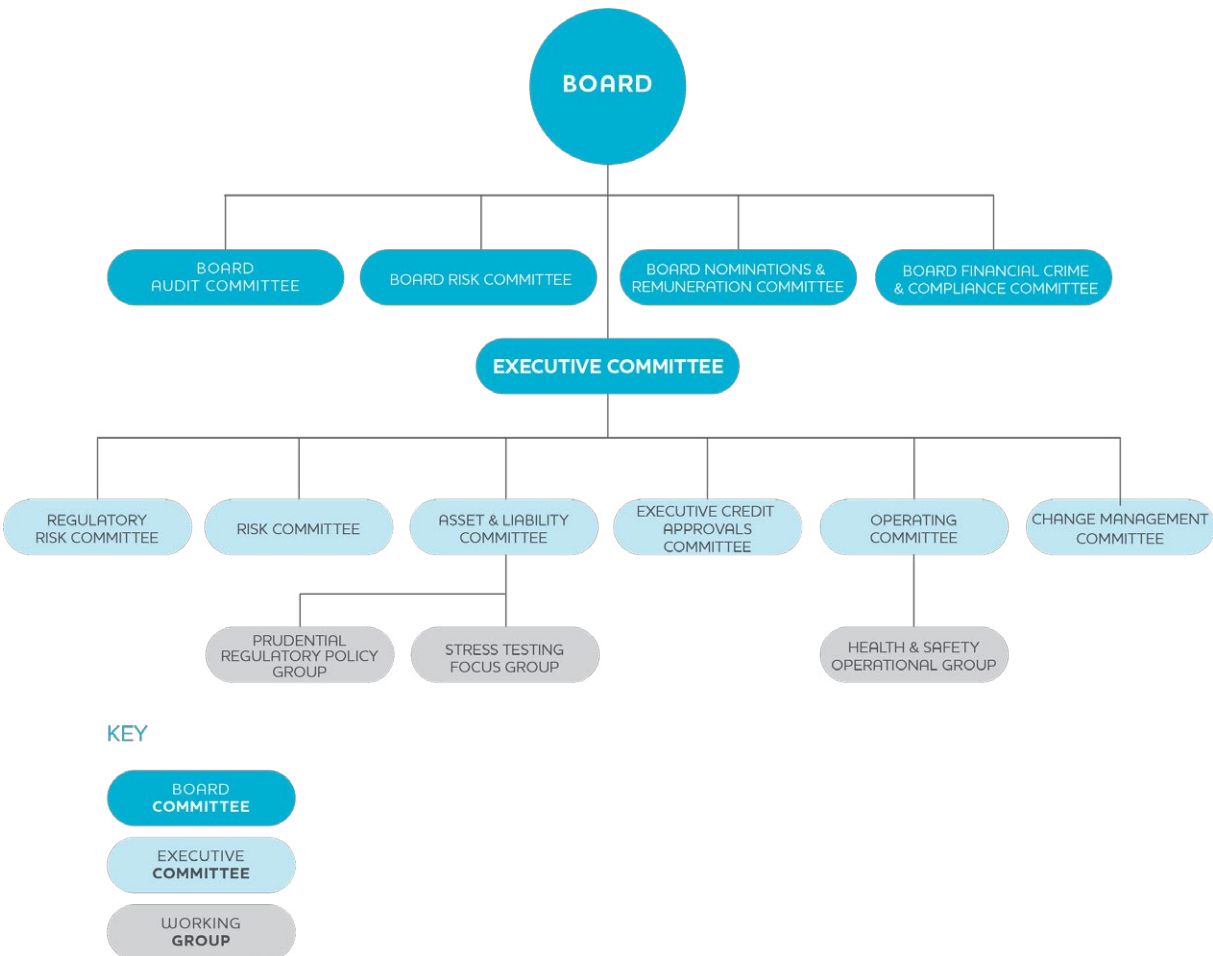 BOARD
BOARD
AUDIT COMMITTEE
BOARD RISK COMMITTEE
BOARD NOMINATIONS &
REMUNERATION COMMITTEE
BOARD FINANCIAL CRIME
& COMPLIANCE COMMITTEE
EXECUTIVE COMMITTEE
REGULATORY
RISK COMMITTEE
RISK COMMITTEE
ASSET & LIABILITY
COMMITTEE
EXECUTIVE CREDIT
APPROVALS
COMMITTEE
OPERATING
COMMITTEE
CHANGE MANAGEMENT
COMMITTEE
PRUDENTIAL
REGULATORY POLICY
GROUP
STRESS TESTING
FOCUS GROUP
HEALTH & SAFETY
OPERATIONAL GROUP
KEY
BOARD
COMMITTEE
EXECUTIVE
COMMITTEE
WORKING
GROUP